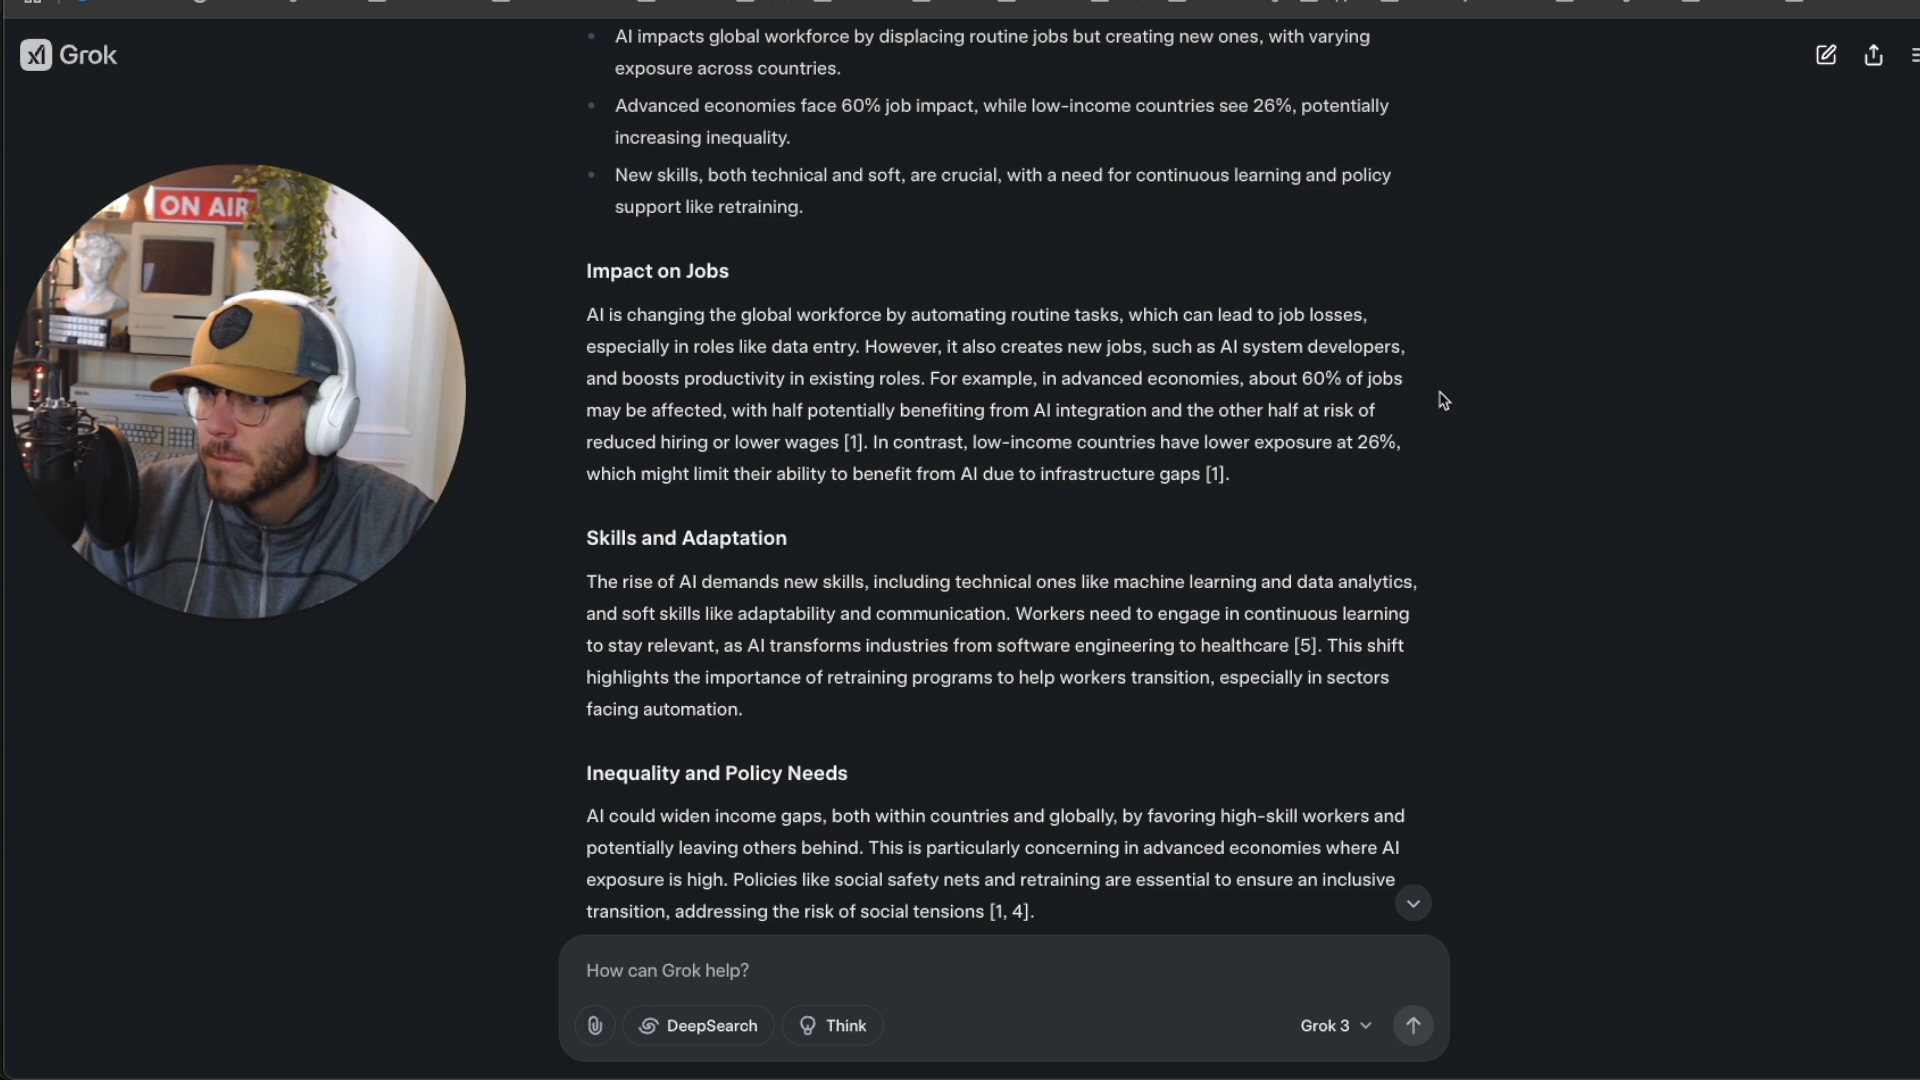 Grok
AI impacts global workforce by displacing routine jobs but creating new ones, with varying
exposure across countries.
Advanced economies face 60% job impact, while low-income countries see 26%, potentially
increasing inequality.
New skills, both technical and soft, are crucial, with a need for continuous learning and policy
support like retraining.
ON AIR
Impact on Jobs
AI is changing the global workforce by automating routine tasks, which can lead to job losses,
especially in roles like data entry. However, it also creates new jobs, such as AI system developers,
and boosts productivity in existing roles. For example, in advanced economies, about 60% of jobs
may be affected, with half potentially benefiting from AI integration and the other half at risk of
reduced hiring or lower wages [1]. In contrast, low-income countries have lower exposure at 26%,
which might limit their ability to benefit from AI due to infrastructure gaps [1].
Skills and Adaptation
The rise of AI demands new skills, including technical ones like machine learning and data analytics,
and soft skills like adaptability and communication. Workers need to engage in continuous learning
to stay relevant, as AI transforms industries from software engineering to healthcare [5]. This shift
highlights the importance of retraining programs to help workers transition, especially in sectors
facing automation.
Inequality and Policy Needs
AI could widen income gaps, both within countries and globally, by favoring high-skill workers and
potentially leaving others behind. This is particularly concerning in advanced economies where AI
exposure is high. Policies like social safety nets and retraining are essential to ensure an inclusive
transition, addressing the risk of social tensions [1, 4].
How can Grok help?
DeepSearch
Think
Grok 3